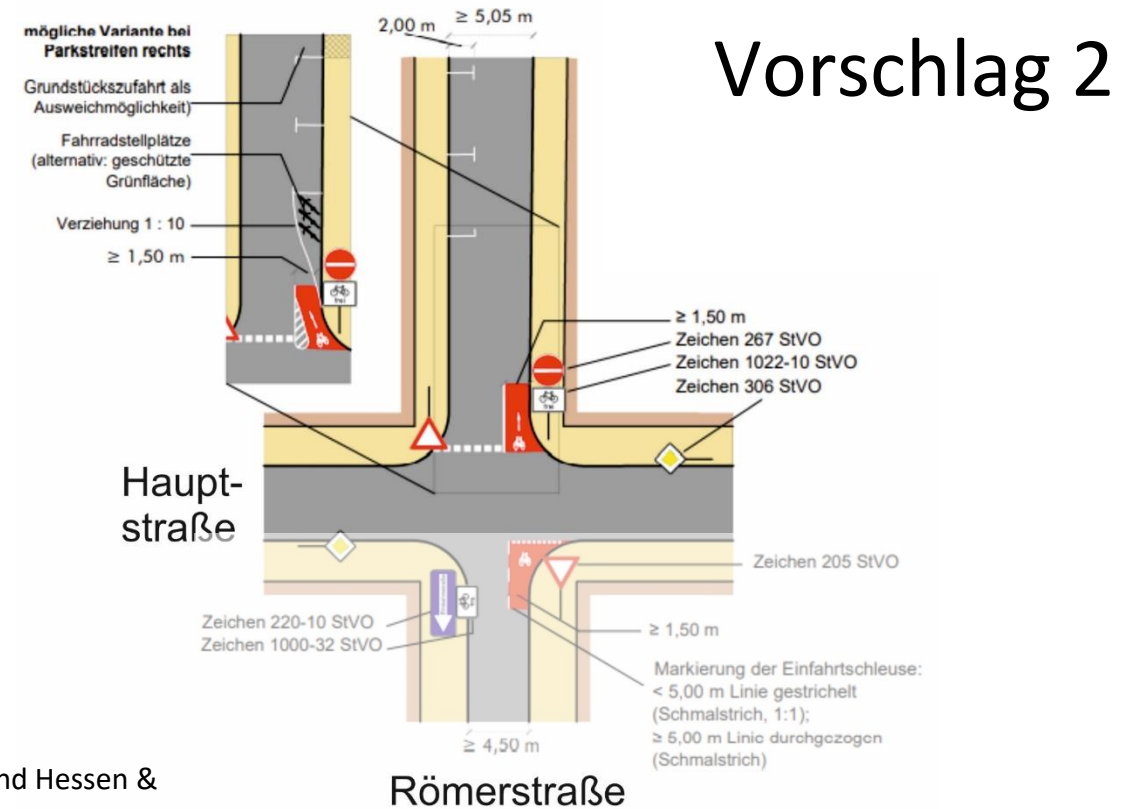 Vorschlag 2
mögliche Variante bei
Parkstreifen rechts
Grundstückszufahrt als
Ausweichmöglichkeit)
Fahrradstellplätze
(alternativ: geschützte
Grünfläche)
Verziehung 1 : 10
≥ 1,50 m
frei
2,00 m
≥ 5,05 m
≥ 1,50 m
Zeichen 267 StVO
Zeichen 1022-10 StVO
Zeichen 306 StVO
frei
Haupt-
straße
Zeichen 220-10 StVO
Zeichen 1000-32 StVO
Zeichen 205 StVO
≥ 1,50 m
Markierung der Einfahrtschleuse:
< 5,00 m Linie gestrichelt
(Schmalstrich, 1:1);
≥ 5,00 m Linie durchgezogen
(Schmalstrich)
≥ 4,50 m
Römerstraße
nd Hessen &